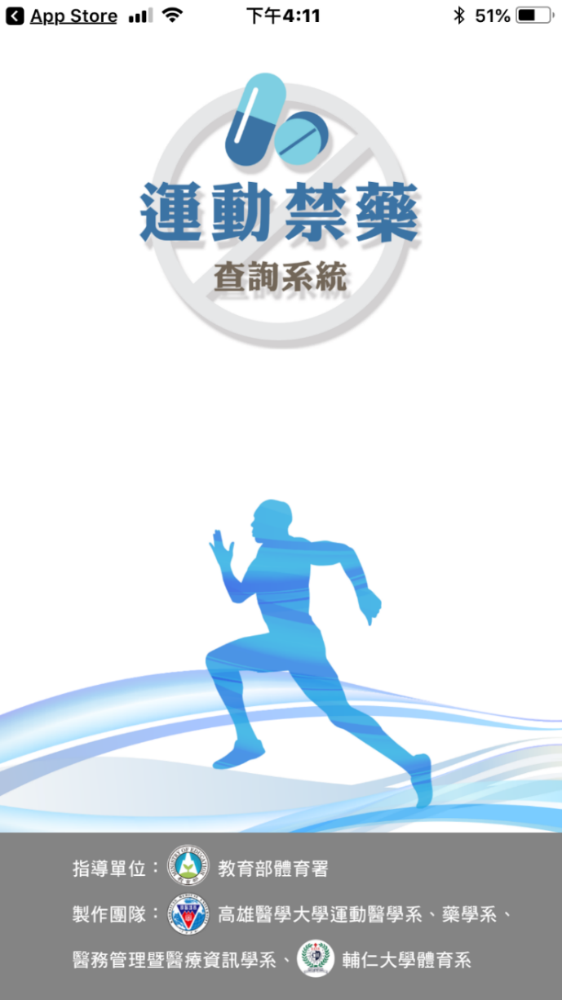 App Store 下午4:11 51%
運動禁藥
查詢系統
指導單位： 教育部體育署
製作團隊： 高雄醫學大學運動醫學系、藥學系、
醫務管理暨醫療資訊學系、 輔仁大學體育系